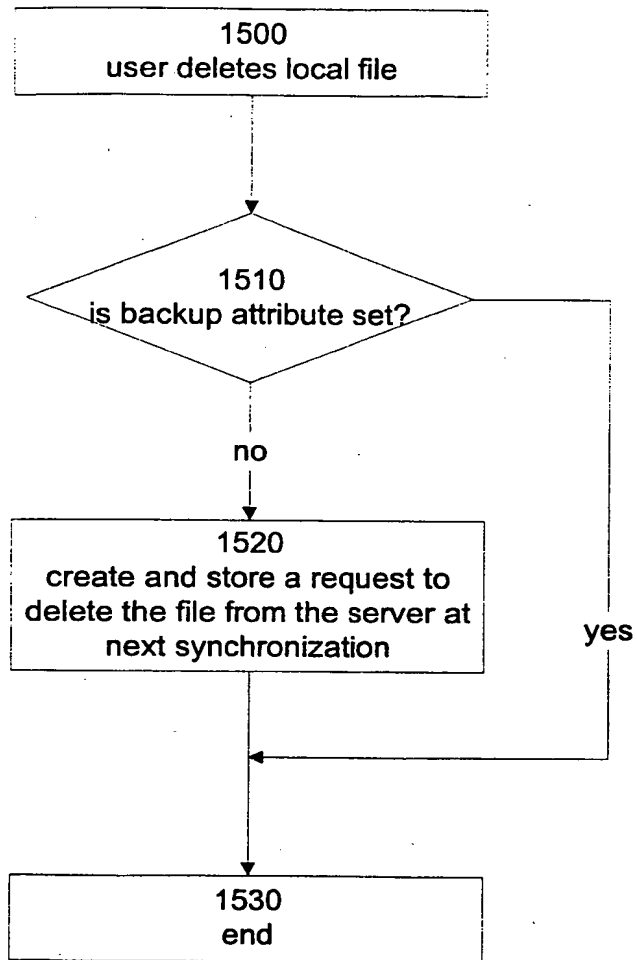 1500
user deletes local file
1510
is backup attribute set?
no
1520
create and store a request to
delete the file from the server at
next synchronization
yes
1530
end